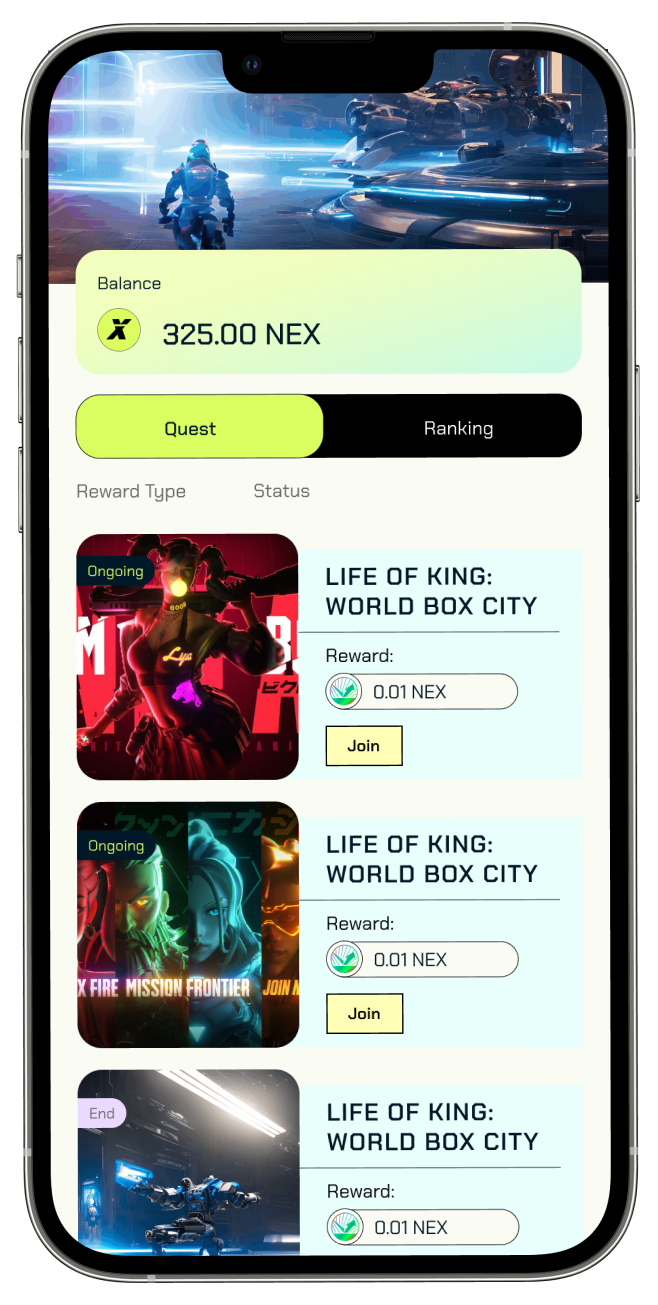 Balance
325.00 NEX
Quest
Ranking
Reward Type
Status
Ongoing
Lyn
LIFE OF KING:
WORLD BOX CITY
Reward:
0.01 NEX
Join
Ongoing
X FIRE MISSION FRONTIER JOIN
LIFE OF KING:
WORLD BOX CITY
Reward:
0.01 NEX
Join
End
LIFE OF KING:
WORLD BOX CITY
Reward:
0.01 NEX